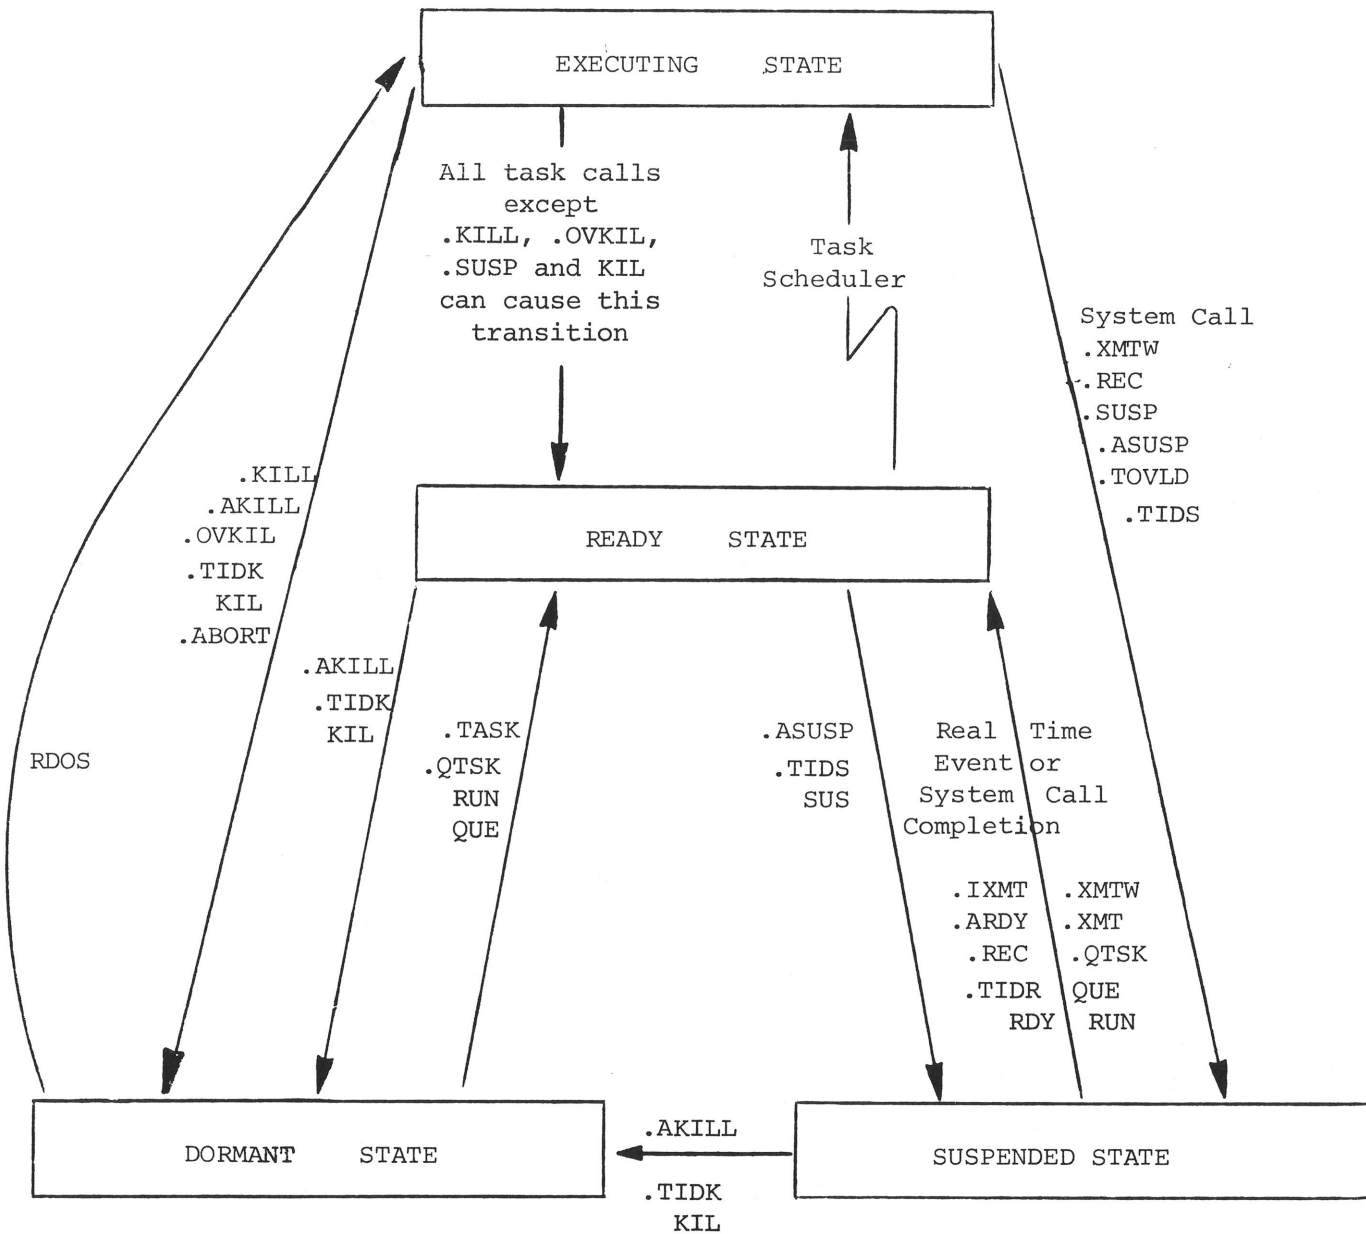 EXECUTING STATE
All task calls
except
.KILL, .OVKIL,
.SUSP and KIL
can cause this
transition
Task
Scheduler
System Call
.XMTW
.REC
.SUSP
.ASUSP
.TOVLD
.TIDS
.KILL
.AKILL
.OVKIL
.TIDK
KIL
.ABORT
READY STATE
.AKILL
.TIDK
KIL
.TASK
.QTSK
RUN
QUE
RDOS
.ASUSP
.TIDS
SUS
Real Time
Event or
System Call
Completion
.IXMT .XMTW
.ARDY .XMT
.REC .QTSK
.TIDR QUE
RDY RUN
DORMANT STATE
.AKILL
.TIDK
KIL
SUSPENDED STATE